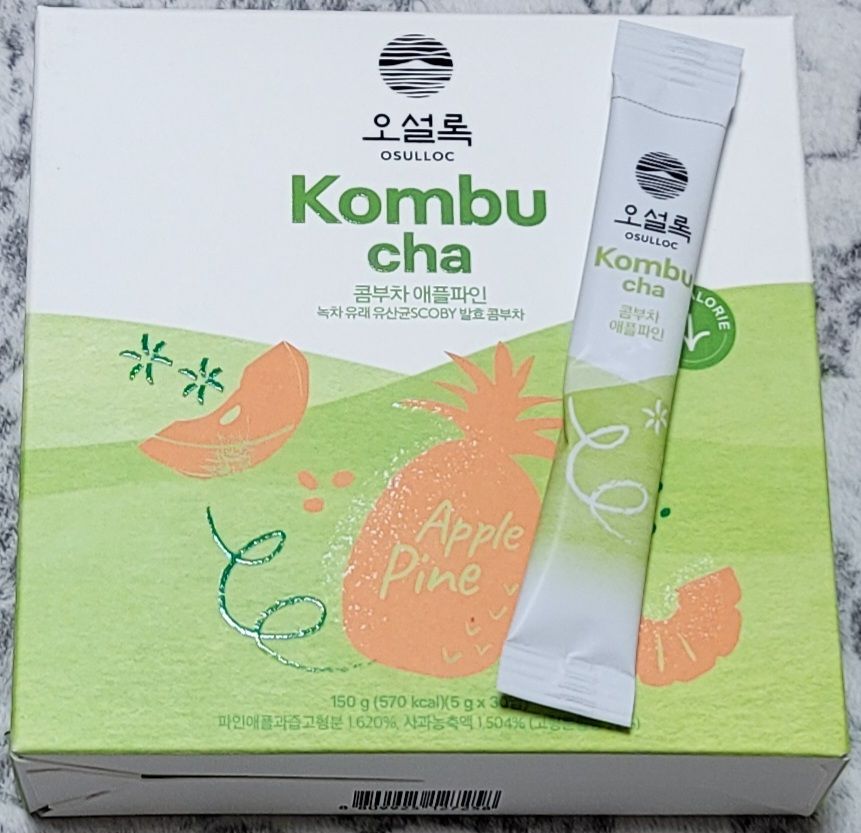 오설록
OSULLOC
Kombu
cha
콤부차 애플파인
녹차 유래 유산균SCOBY 발효 콤부차
Apple
Pine
150 g (570 kcal)(5 g x
파인애플과즙고형분 1.620%, 사과농축액 1.504%
오설록
OSULLOC
Kombu
cha
콤부차
애플파인